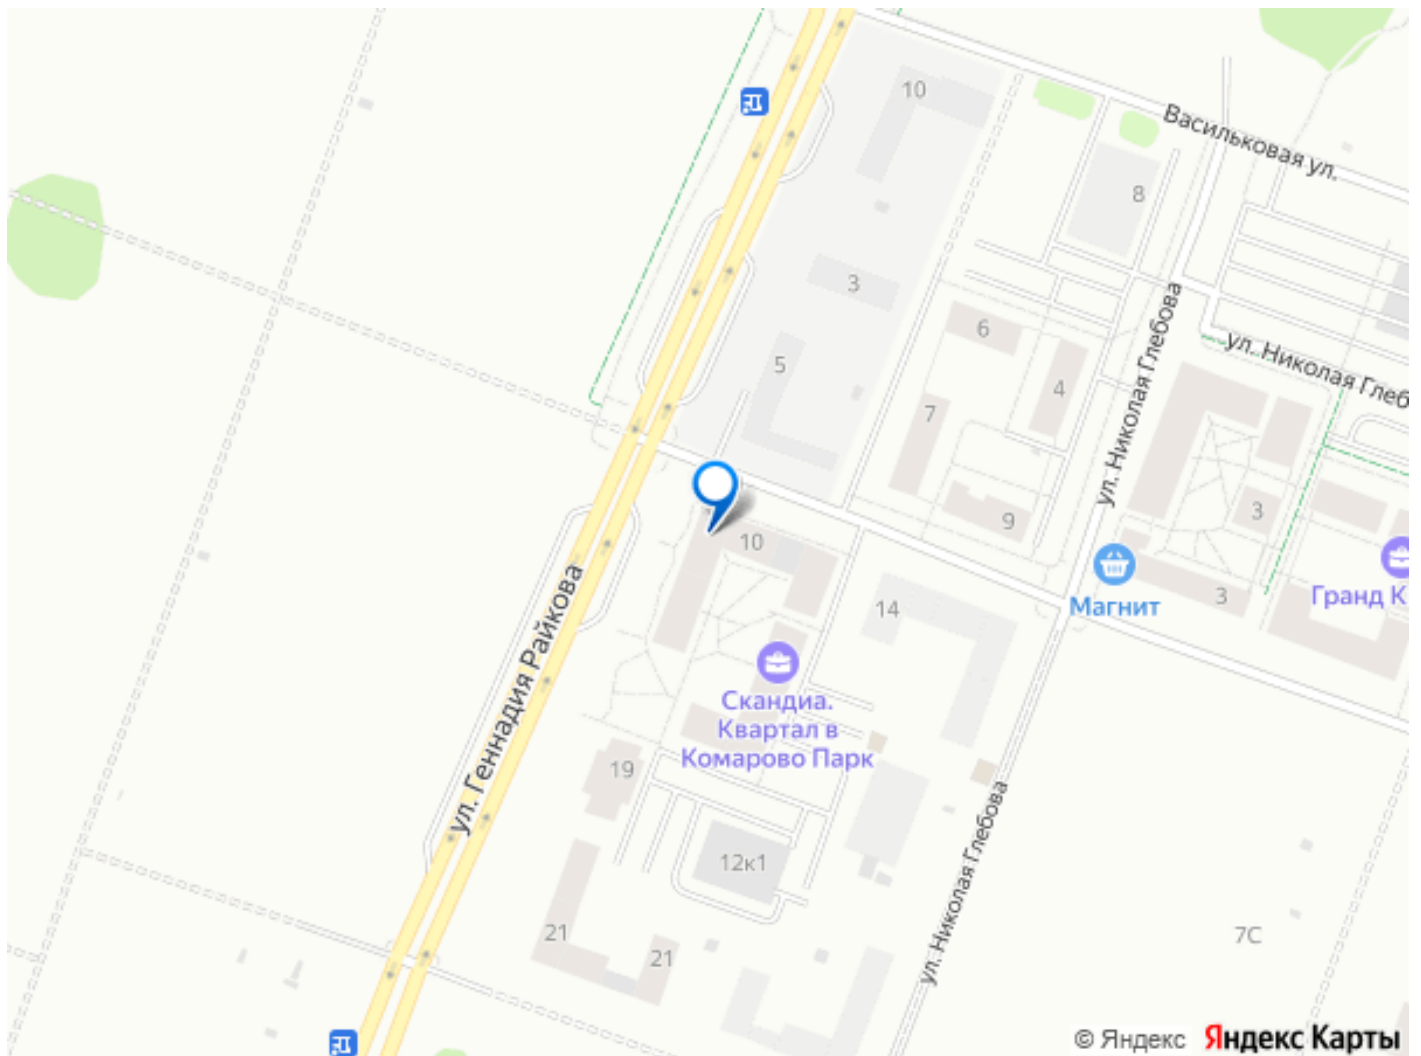 10
Васильковая ул.
8
3
6
ул. Николая Глебова
ул. Николая Глеб
5
4
7
3
9
10
Магнит
3
Гранд К
14
ул. Геннадия Райкова
Скандиа.
Квартал в
Комарово Парк
19
ул. Николая Глебова
12к1
21
21
7С
© Яндекс Яндекс Карты